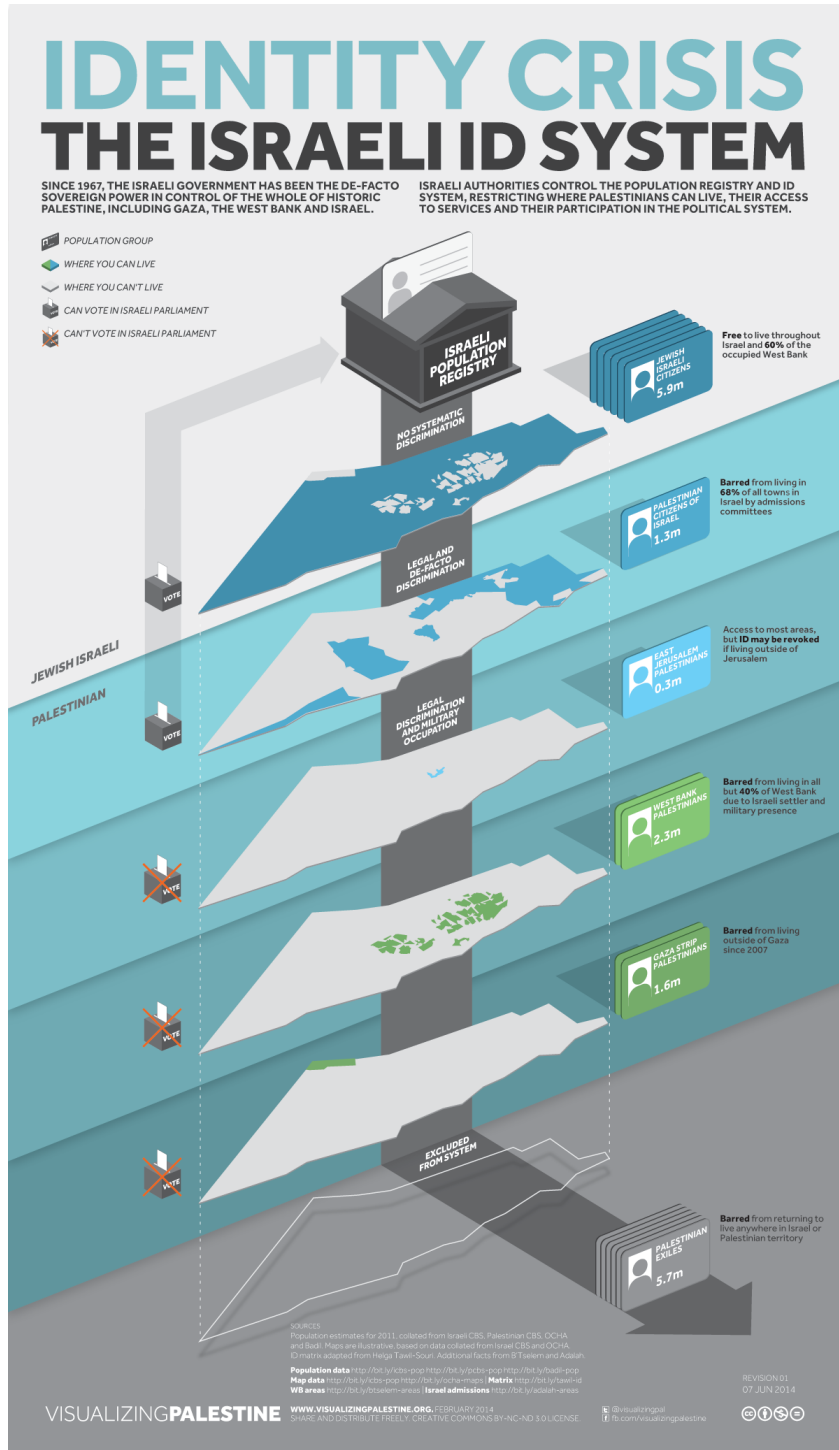 IDENTITY CRISIS
THE ISRAELI ID SYSTEM
SINCE 1967, THE ISRAELI GOVERNMENT HAS BEEN THE DE-FACTO
SOVEREIGN POWER IN CONTROL OF THE WHOLE OF HISTORIC
PALESTINE, INCLUDING GAZA, THE WEST BANK AND ISRAEL.
ISRAELI AUTHORITIES CONTROL THE POPULATION REGISTRY AND ID
SYSTEM, RESTRICTING WHERE PALESTINIANS CAN LIVE, THEIR ACCESS
TO SERVICES AND THEIR PARTICIPATION IN THE POLITICAL SYSTEM.
POPULATION GROUP
WHERE YOU CAN LIVE
WHERE YOU CAN'T LIVE
CAN VOTE IN ISRAELI PARLIAMENT
CAN'T VOTE IN ISRAELI PARLIAMENT
ISRAELI
POPULATION
REGISTRY
JEWISH
ISRAELI
CITIZENS
5.9m
Free to live throughout
Israel and 60% of the
occupied West Bank
NO SYSTEMATIC
DISCRIMINATION
PALESTINIAN
CITIZENS OF
ISRAEL
1.3m
Barred from living in
68% of all towns in
Israel by admissions
committees
LEGAL AND
DE-FACTO
DISCRIMINATION
VOTE
JEWISH ISRAELI
PALESTINIAN
EAST
JERUSALEM
PALESTINIANS
0.3m
Access to most areas,
but ID may be revoked
if living outside of
Jerusalem
LEGAL
DISCRIMINATION
AND MILITARY
OCCUPATION
VOTE
WEST BANK
PALESTINIANS
2.3m
Barred from living in all
but 40% of West Bank
due to Israeli settler and
military presence
VOTE
GAZA STRIP
PALESTINIANS
1.6m
Barred from living
outside of Gaza
since 2007
VOTE
EXCLUDED
FROM SYSTEM
VOTE
PALESTINIAN
EXILES
5.7m
Barred from returning to
live anywhere in Israel or
Palestinian territory
SOURCES
Population estimates for 2011, collated from Israel CBS, Palestinian CBS, OCHA
and Badil. Maps are illustrative, based on data collated from Israel CBS and OCHA.
ID matrix adapted from Helga Tawil-Souri. Additional facts from B'Tselem and Adalah.
Population data http://bit.ly/icbs-pop http://bit.ly/pcbs-pop http://bit.ly/badil-pop
Map data http://bit.ly/icbs-pop http://bit.ly/ocha-maps | Matrix http://bit.ly/tawil-id
WB areas http://bit.ly/btselem-areas | Israel admissions http://bit.ly/adalah-areas
REVISION 01
07 JUN 2014
VISUALIZINGPALESTINE
WWW.VISUALIZINGPALESTINE.ORG. FEBRUARY 2014
SHARE AND DISTRIBUTE FREELY. CREATIVE COMMONS BY-NC-ND 3.0 LICENSE.
@visualizingpal
fb.com/visualizingpalestine